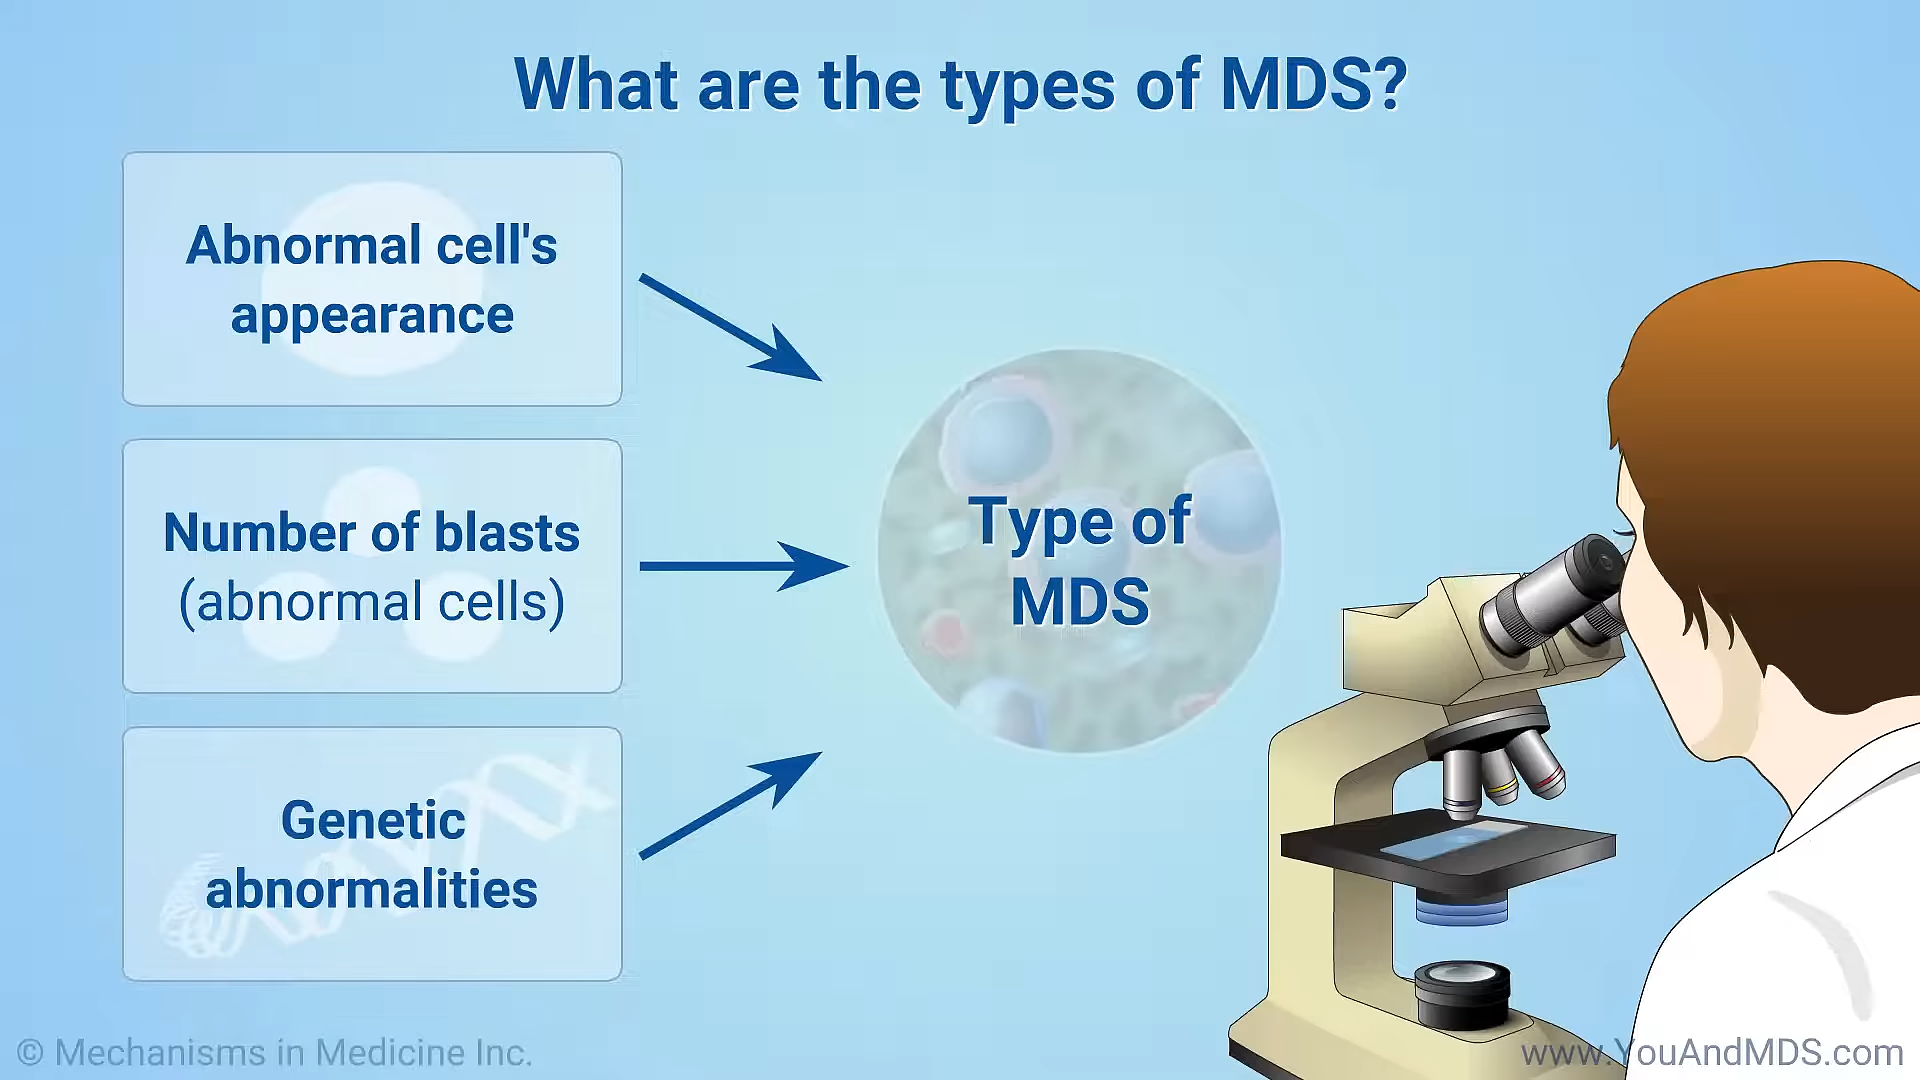 What are the types of MDS?
Abnormal cell's
appearance
Number of blasts
(abnormal cells)
Genetic
abnormalities
Type of
MDS
© Mechanisms in Medicine Inc.
www.YouAndMDS.com